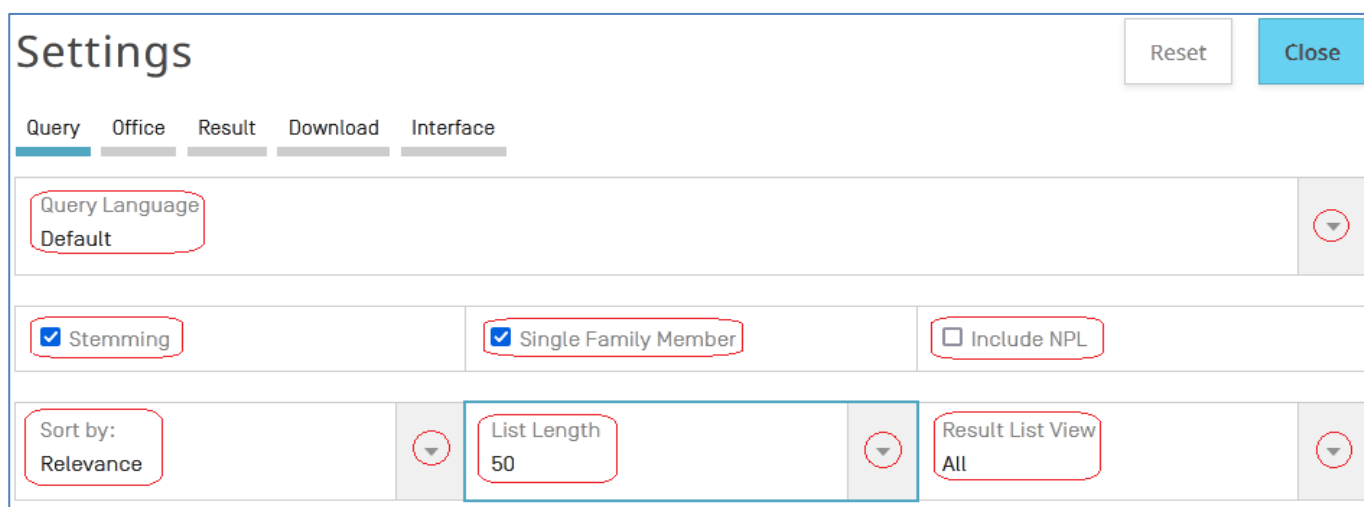 Settings
Reset
Close
Query Office Result Download Interface
Query Language
Default
Stemming
Single Family Member
Include NPL
Sort by:
Relevance
List Length
50
Result List View
All